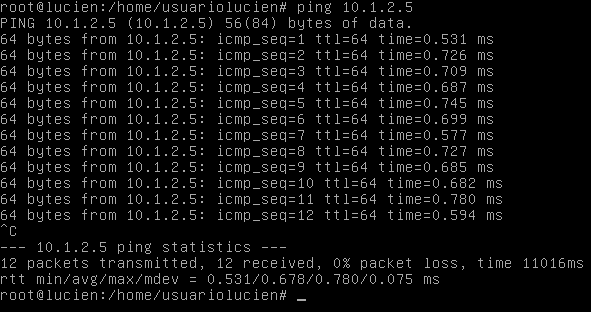 root@lucien:/home/usuariolucien# ping 10.1.2.5
PING 10.1.2.5 (10.1.2.5) 56(84) bytes of data.
64 bytes from 10.1.2.5: icmp_seq=1 ttl=64 time=0.531 ms
64 bytes from 10.1.2.5: icmp_seq=2 ttl=64 time=0.726 ms
64 bytes from 10.1.2.5: icmp_seq=3 ttl=64 time=0.709 ms
64 bytes from 10.1.2.5: icmp_seq=4 ttl=64 time=0.687 ms
64 bytes from 10.1.2.5: icmp_seq=5 ttl=64 time=0.745 ms
64 bytes from 10.1.2.5: icmp_seq=6 ttl=64 time=0.699 ms
64 bytes from 10.1.2.5: icmp_seq=7 ttl=64 time=0.577 ms
64 bytes from 10.1.2.5: icmp_seq=8 ttl=64 time=0.727 ms
64 bytes from 10.1.2.5: icmp_seq=9 ttl=64 time=0.685 ms
64 bytes from 10.1.2.5: icmp_seq=10 ttl=64 time=0.682 ms
64 bytes from 10.1.2.5: icmp_seq=11 ttl=64 time=0.780 ms
64 bytes from 10.1.2.5: icmp_seq=12 ttl=64 time=0.594 ms
^C
--- 10.1.2.5 ping statistics ---
12 packets transmitted, 12 received, 0% packet loss, time 11016ms
rtt min/avg/max/mdev = 0.531/0.678/0.780/0.075 ms
root@lucien:/home/usuariolucien# _